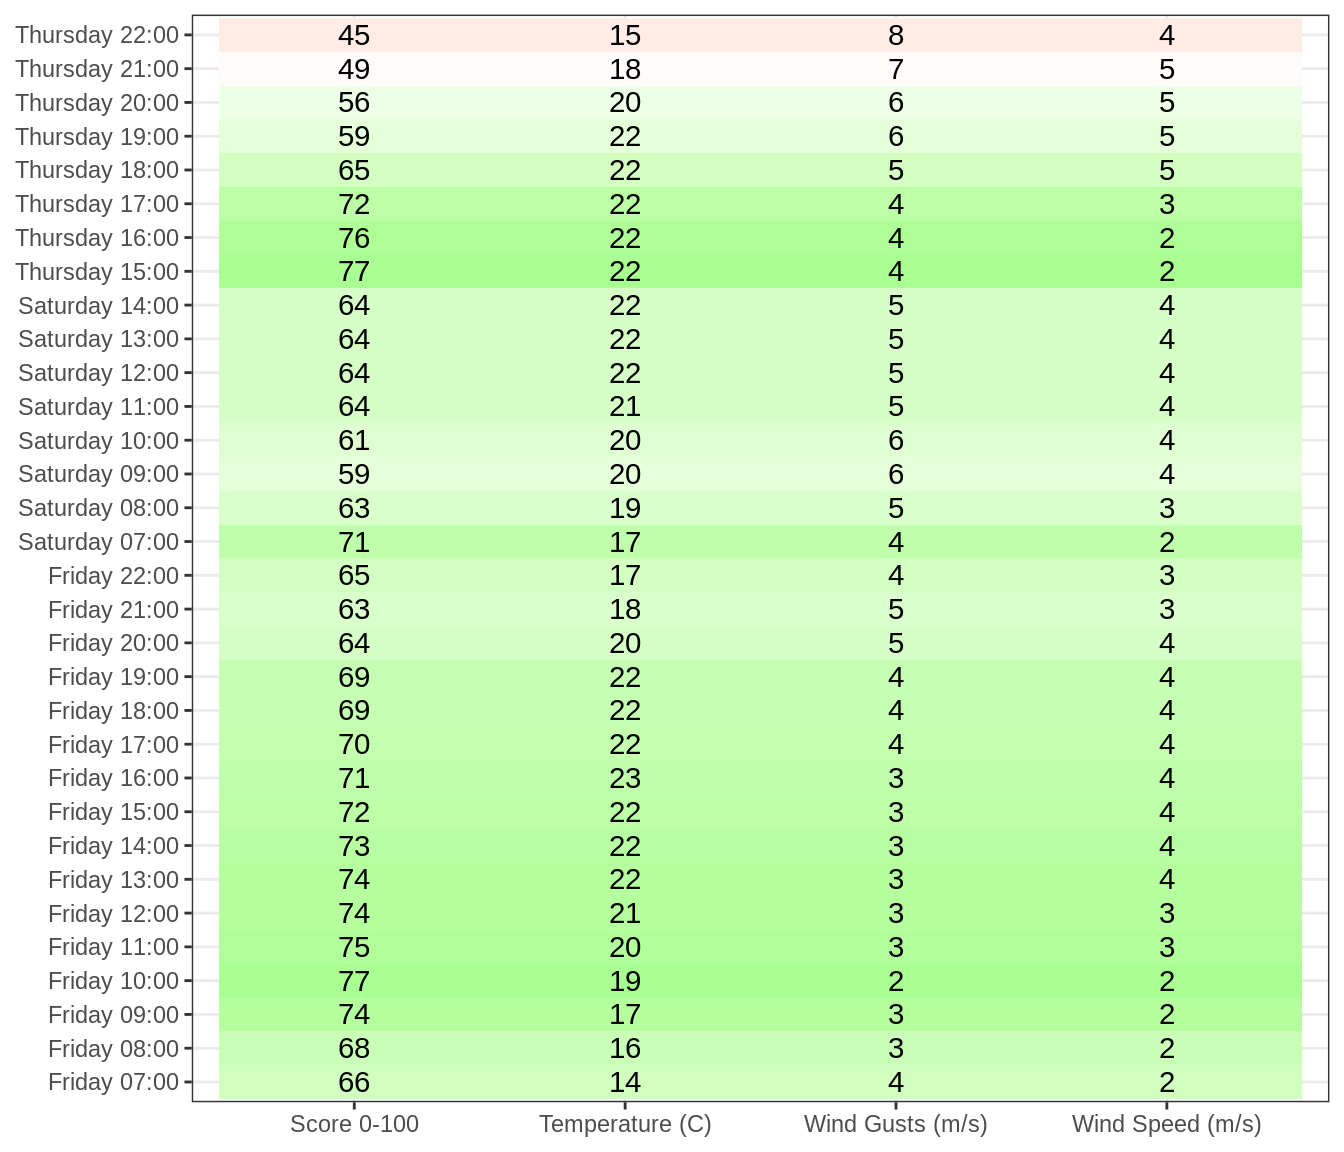 Thursday 22:00 45 15 8 4
Thursday 21:00 49 18 7 5
Thursday 20:00 56 20 6 5
Thursday 19:00 59 22 6 5
Thursday 18:00 65 22 5 5
Thursday 17:00 72 22 4 3
Thursday 16:00 76 22 4 2
Thursday 15:00 77 22 4 2
Saturday 14:00 64 22 5 4
Saturday 13:00 64 22 5 4
Saturday 12:00 64 22 5 4
Saturday 11:00 64 21 5 4
Saturday 10:00 61 20 6 4
Saturday 09:00 59 20 6 4
Saturday 08:00 63 19 5 3
Saturday 07:00 71 17 4 2
Friday 22:00 65 17 4 3
Friday 21:00 63 18 5 3
Friday 20:00 64 20 5 4
Friday 19:00 69 22 4 4
Friday 18:00 69 22 4 4
Friday 17:00 70 22 4 4
Friday 16:00 71 23 3 4
Friday 15:00 72 22 3 4
Friday 14:00 73 22 3 4
Friday 13:00 74 22 3 4
Friday 12:00 74 21 3 3
Friday 11:00 75 20 3 3
Friday 10:00 77 19 2 2
Friday 09:00 74 17 3 2
Friday 08:00 68 16 3 2
Friday 07:00 66 14 4 2
Score 0-100 Temperature (C) Wind Gusts (m/s) Wind Speed (m/s)